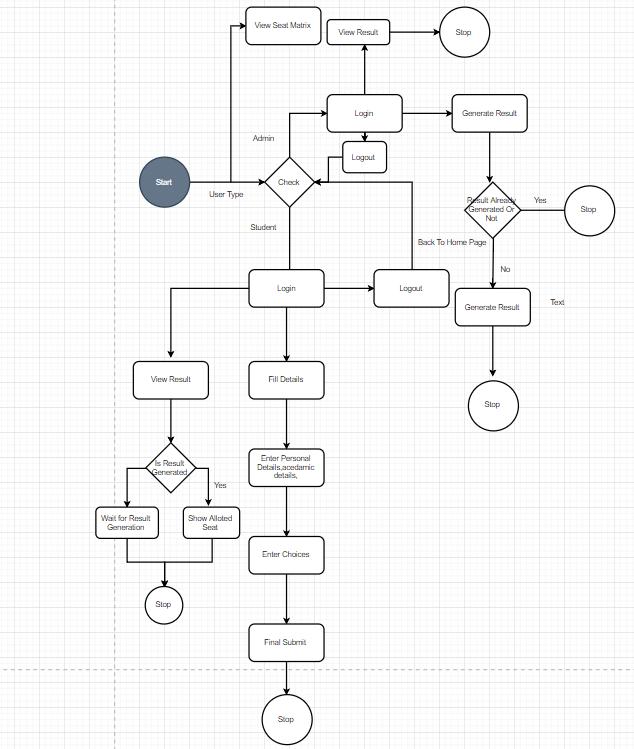 View Seat Matrix
View Result
Stop
Login
Generate Result
Admin
Logout
Start
Check
User Type
Result Already
Generated Or
Not
Yes
Stop
Student
Back To Home Page
No
Login
Logout
Generate Result
Text
View Result
Fill Details
Stop
Enter Personal
Details,acedamic
details,
Is Result
Generated
Yes
Wait for Result
Generation
Show Alloted
Seat
Enter Choices
Stop
Final Submit
Stop